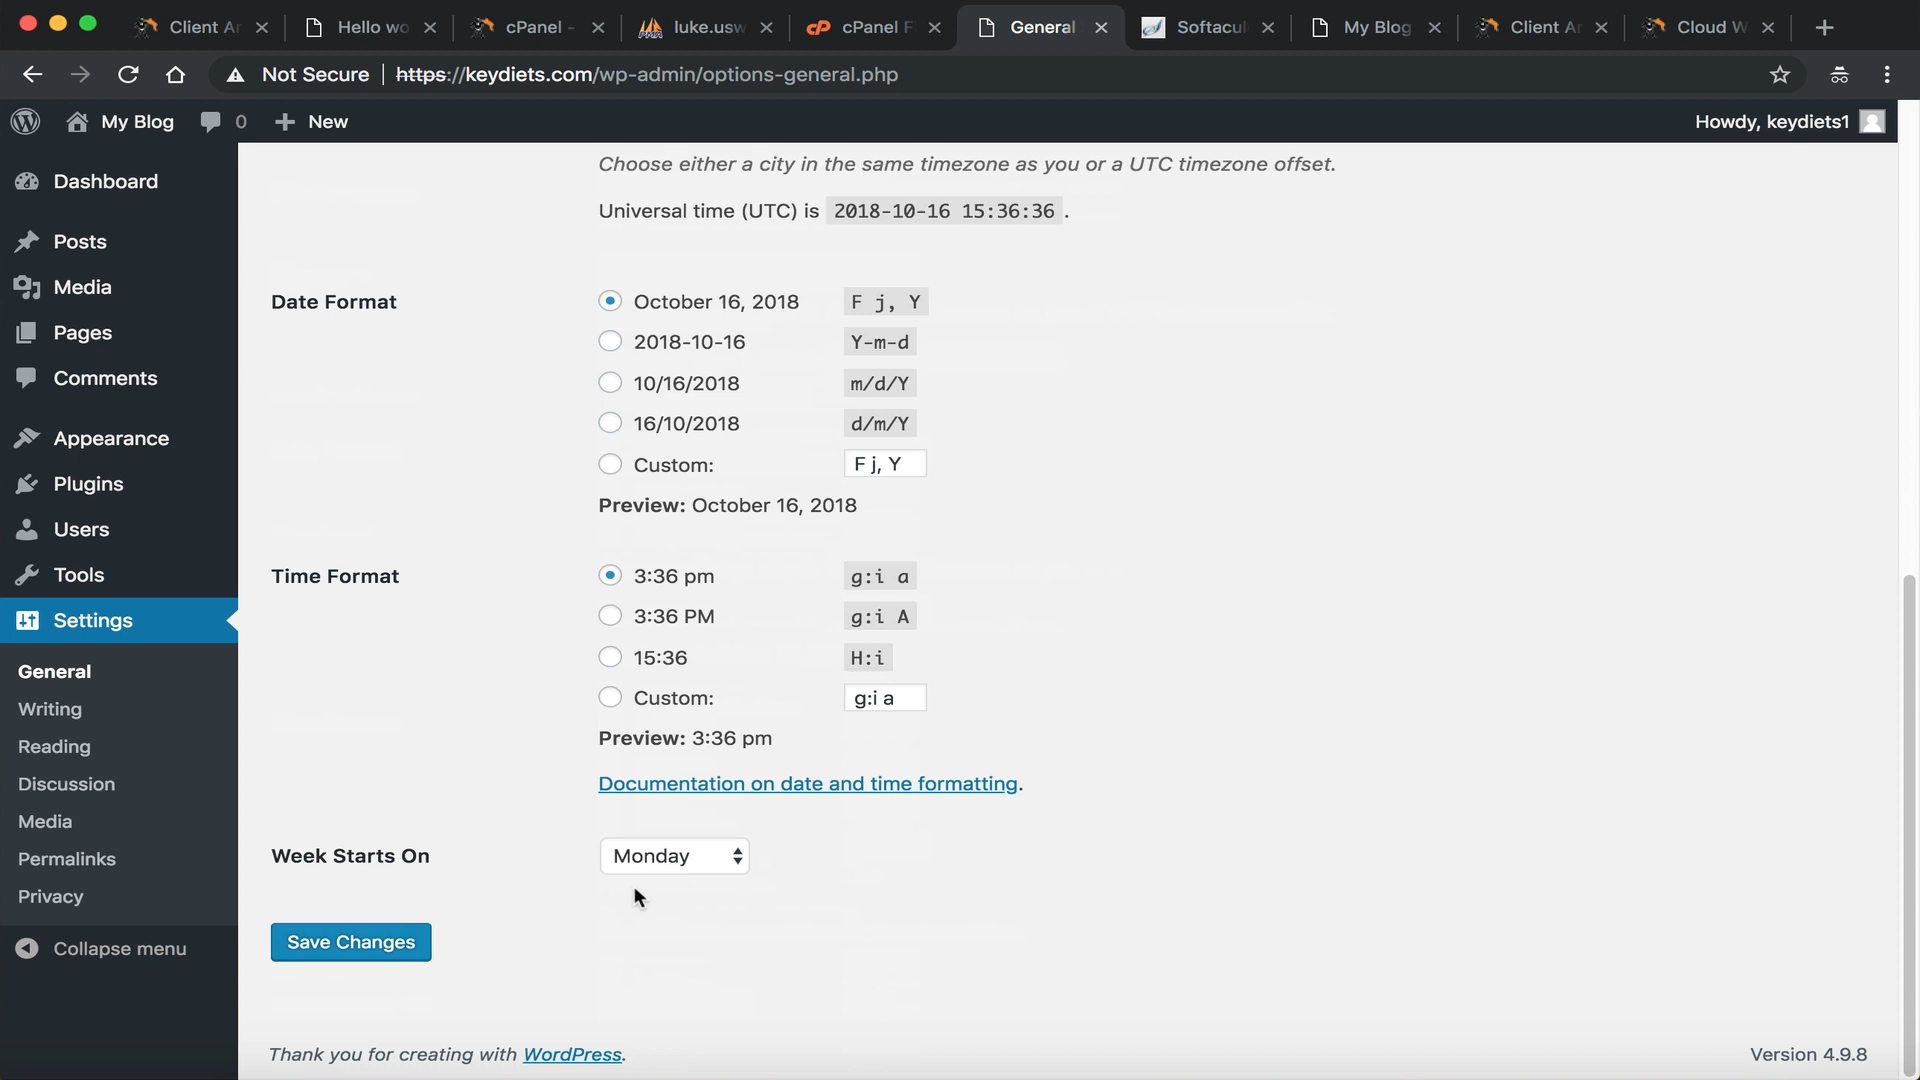 Client Ar
Hello wo
cPanel -
luke.usw
cPanel F
General
Softacul
My Blog
Client Ar
Cloud W
Not Secure
https://keydiets.com/wp-admin/options-general.php
My Blog
0
New
Howdy, keydiets1
Dashboard
Posts
Media
Pages
Comments
Appearance
Plugins
Users
Tools
Settings
General
Writing
Reading
Discussion
Media
Permalinks
Privacy
Collapse menu
Choose either a city in the same timezone as you or a UTC timezone offset.
Universal time (UTC) is 2018-10-16 15:36:36 .
Date Format
October 16, 2018 F j, Y
2018-10-16 Y-m-d
10/16/2018 m/d/Y
16/10/2018 d/m/Y
Custom: F j, Y
Preview: October 16, 2018
Time Format
3:36 pm g:i a
3:36 PM g:i A
15:36 H:i
Custom: g:i a
Preview: 3:36 pm
Documentation on date and time formatting.
Week Starts On Monday
Save Changes
Thank you for creating with WordPress.
Version 4.9.8